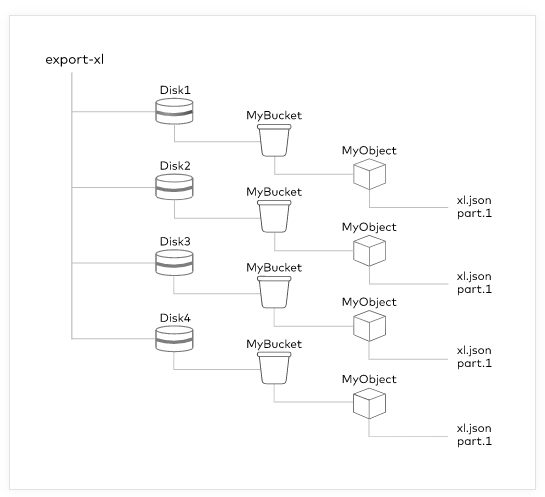 export-xl
Disk1
MyBucket
MyObject
xl.json
part.1
Disk2
MyBucket
MyObject
xl.json
part.1
Disk3
MyBucket
MyObject
xl.json
part.1
Disk4
MyBucket
MyObject
xl.json
part.1